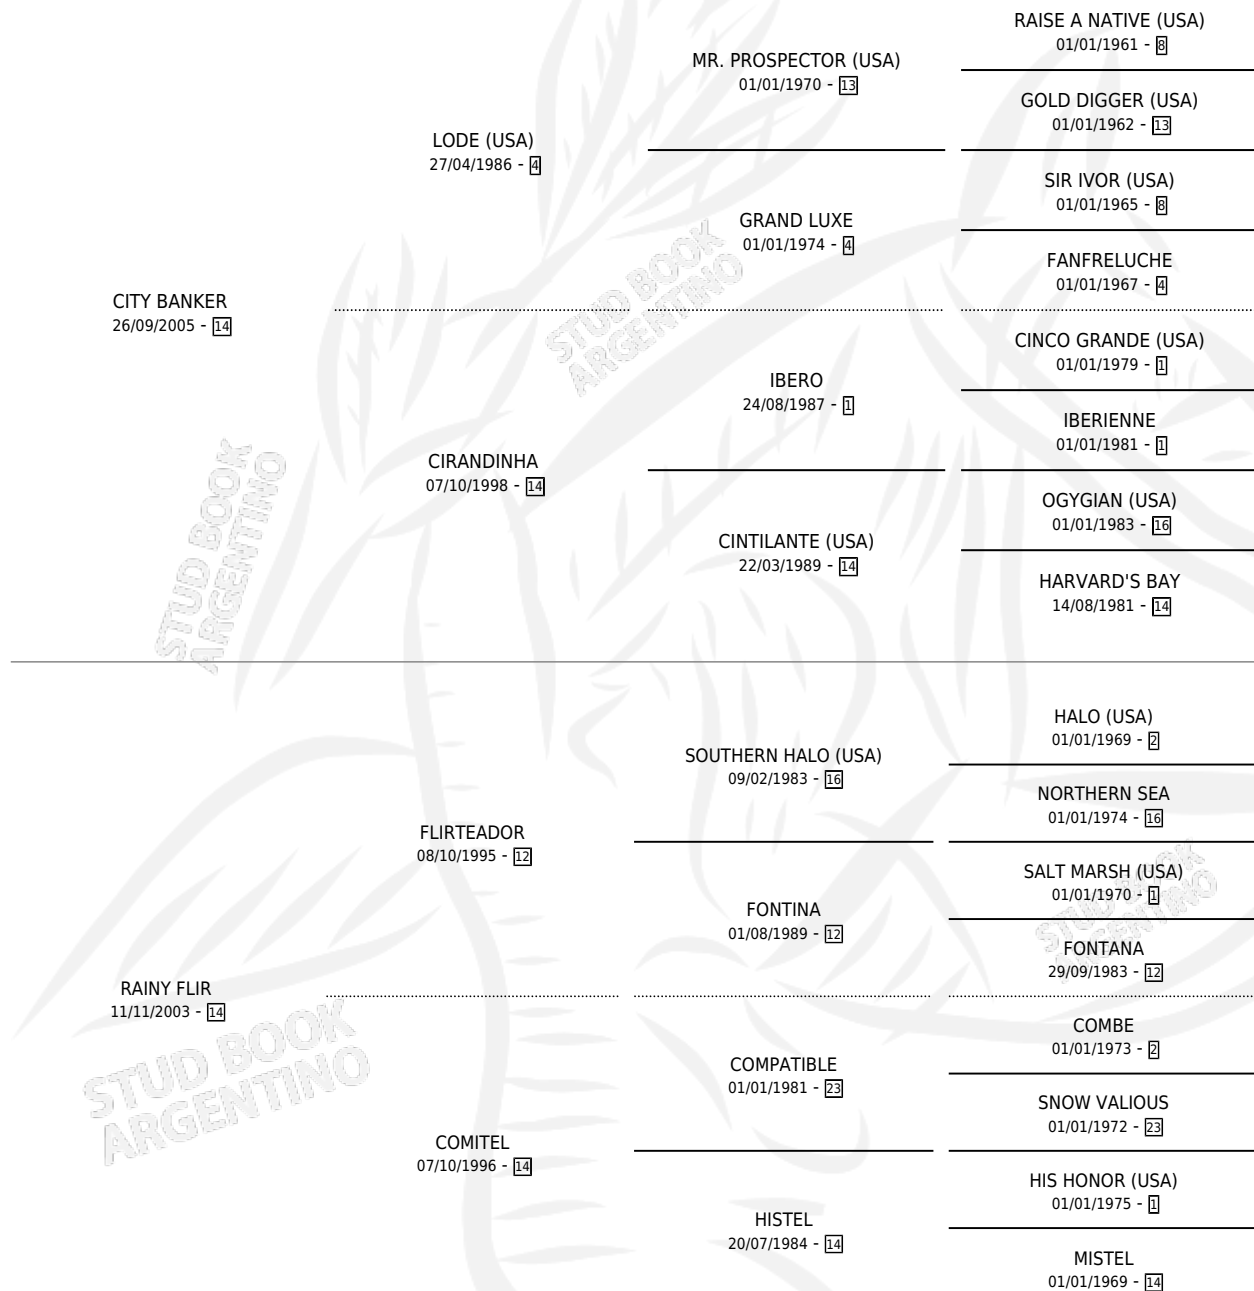 RAISE A NATIVE (USA)
01/01/1961 - 8
MR. PROSPECTOR (USA)
01/01/1970 - 13
GOLD DIGGER (USA)
01/01/1962 - 13
LODE (USA)
27/04/1986 - 4
SIR IVOR (USA)
01/01/1965 - 8
GRAND LUXE
01/01/1974 - 4
FANFRELUCHE
01/01/1967 - 4
CITY BANKER
26/09/2005 - 14
CINCO GRANDE (USA)
01/01/1979 - 1
IBERO
24/08/1987 - 1
IBERIENNE
01/01/1981 - 1
CIRANDINHA
07/10/1998 - 14
OGYGIAN (USA)
01/01/1983 - 16
CINTILANTE (USA)
22/03/1989 - 14
HARVARD'S BAY
14/08/1981 - 14
HALO (USA)
01/01/1969 - 2
SOUTHERN HALO (USA)
09/02/1983 - 16
NORTHERN SEA
01/01/1974 - 16
FLIRTEADOR
08/10/1995 - 12
SALT MARSH (USA)
01/01/1970 - 1
FONTINA
01/08/1989 - 12
FONTANA
29/09/1983 - 12
RAINY FLIR
11/11/2003 - 14
COMBE
01/01/1973 - 2
COMPATIBLE
01/01/1981 - 23
SNOW VALIOUS
01/01/1972 - 23
COMITEL
07/10/1996 - 14
HIS HONOR (USA)
01/01/1975 - 1
HISTEL
20/07/1984 - 14
MISTEL
01/01/1969 - 14
STUD BOOK
ARGENTINO
STUD BOOK
ARGENTINO
STUD BOOK
ARGENTINO
STUD BOOK
ARGENTINO